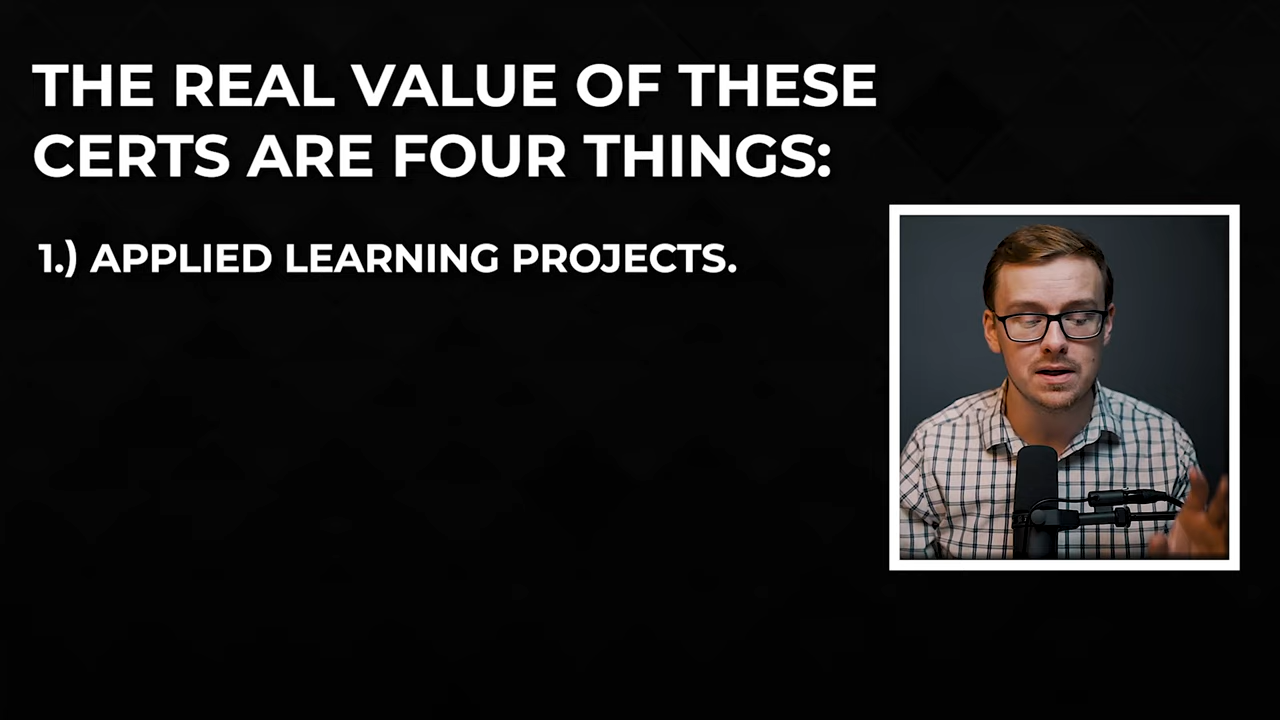 THE REAL VALUE OF THESE
CERTS ARE FOUR THINGS:
1.) APPLIED LEARNING PROJECTS.